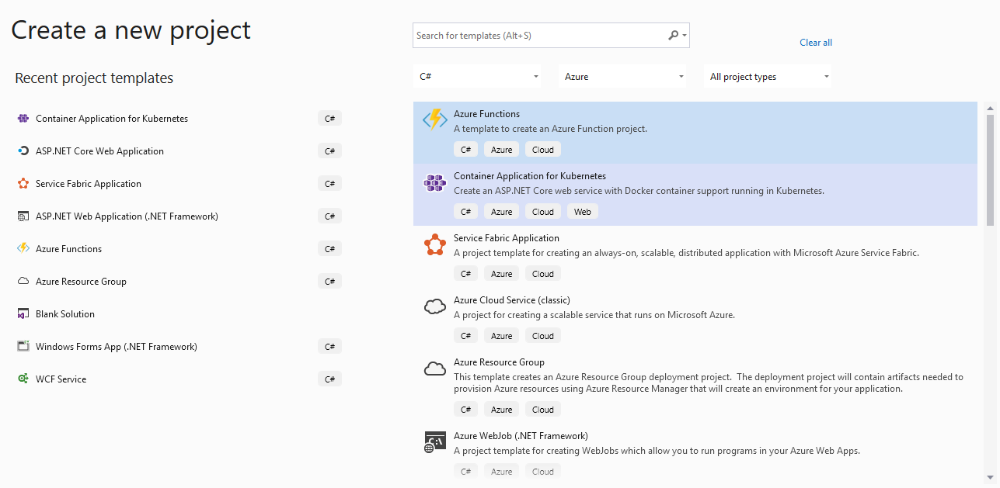 Create a new project
Search for templates (Alt+S)
Clear all
Recent project templates
C#
Azure
All project types
Container Application for Kubernetes
C#
ASP.NET Core Web Application
C#
Service Fabric Application
C#
ASP.NET Web Application (.NET Framework)
C#
Azure Functions
C#
Azure Resource Group
C#
Blank Solution
Windows Forms App (.NET Framework)
C#
WCF Service
C#
Azure Functions
A template to create an Azure Function project.
C# Azure Cloud
Container Application for Kubernetes
Create an ASP.NET Core web service with Docker container support running in Kubernetes.
C# Azure Cloud Web
Service Fabric Application
A project template for creating an always-on, scalable, distributed application with Microsoft Azure Service Fabric.
C# Azure Cloud
Azure Cloud Service (classic)
A project for creating a scalable service that runs on Microsoft Azure.
C# Azure Cloud
Azure Resource Group
This template creates an Azure Resource Group deployment project.  The deployment project will contain artifacts needed to
provision Azure resources using Azure Resource Manager that will create an environment for your application.
C# Azure Cloud
Azure WebJob (.NET Framework)
A project template for creating WebJobs which allow you to run programs in your Azure Web Apps.
C# Azure Cloud